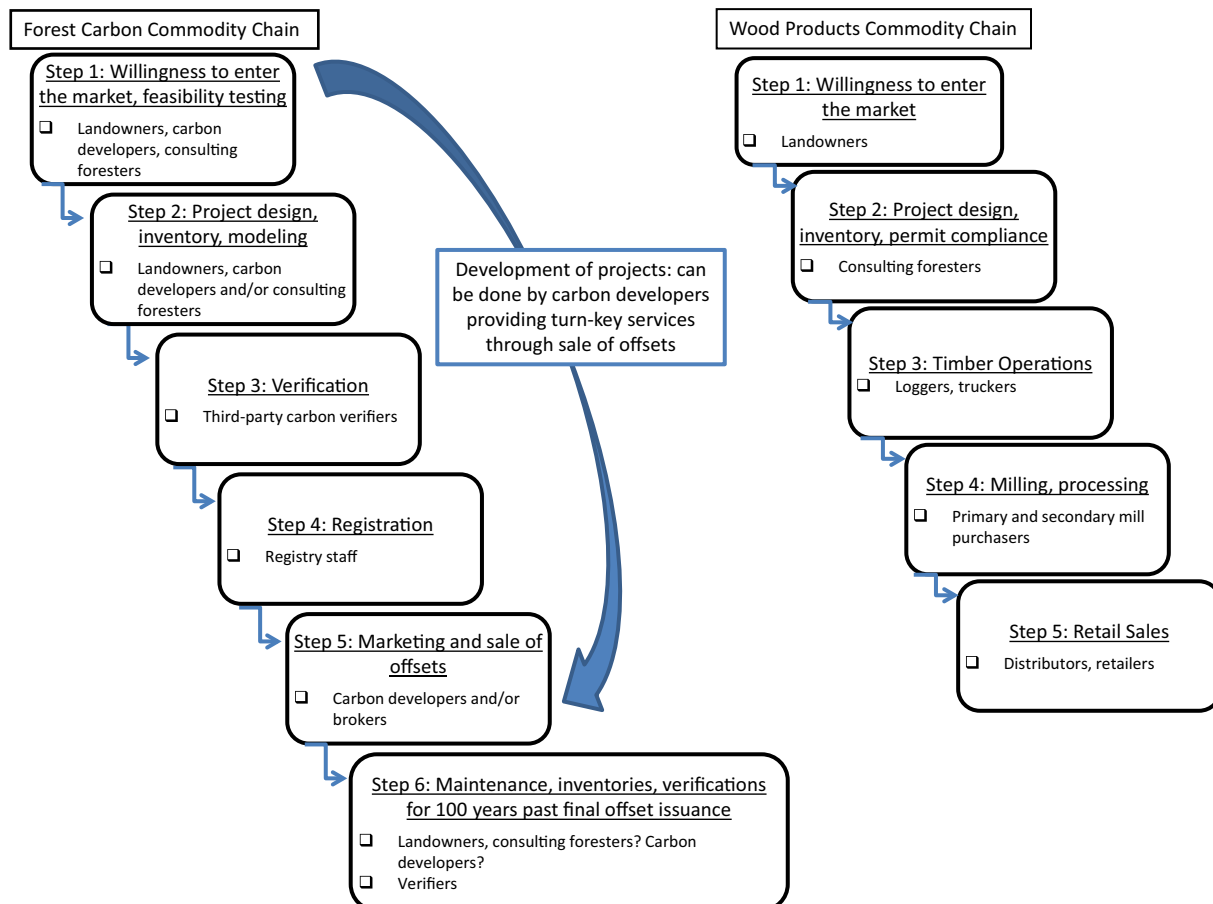 Forest Carbon Commodity Chain
Step 1: Willingness to enter
the market, feasibility testing
❑ Landowners, carbon
developers, consulting
foresters
Step 2: Project design,
inventory, modeling
❑ Landowners, carbon
developers and/or consulting
foresters
Step 3: Verification
❑ Third-party carbon verifiers
Step 4: Registration
❑ Registry staff
Step 5: Marketing and sale of
offsets
❑ Carbon developers and/or
brokers
Step 6: Maintenance, inventories, verifications
for 100 years past final offset issuance
❑ Landowners, consulting foresters? Carbon
developers?
❑ Verifiers
Development of projects: can
be done by carbon developers
providing turn-key services
through sale of offsets
Wood Products Commodity Chain
Step 1: Willingness to enter
the market
❑ Landowners
Step 2: Project design,
inventory, permit compliance
❑ Consulting foresters
Step 3: Timber Operations
❑ Loggers, truckers
Step 4: Milling, processing
❑ Primary and secondary mill
purchasers
Step 5: Retail Sales
❑ Distributors, retailers